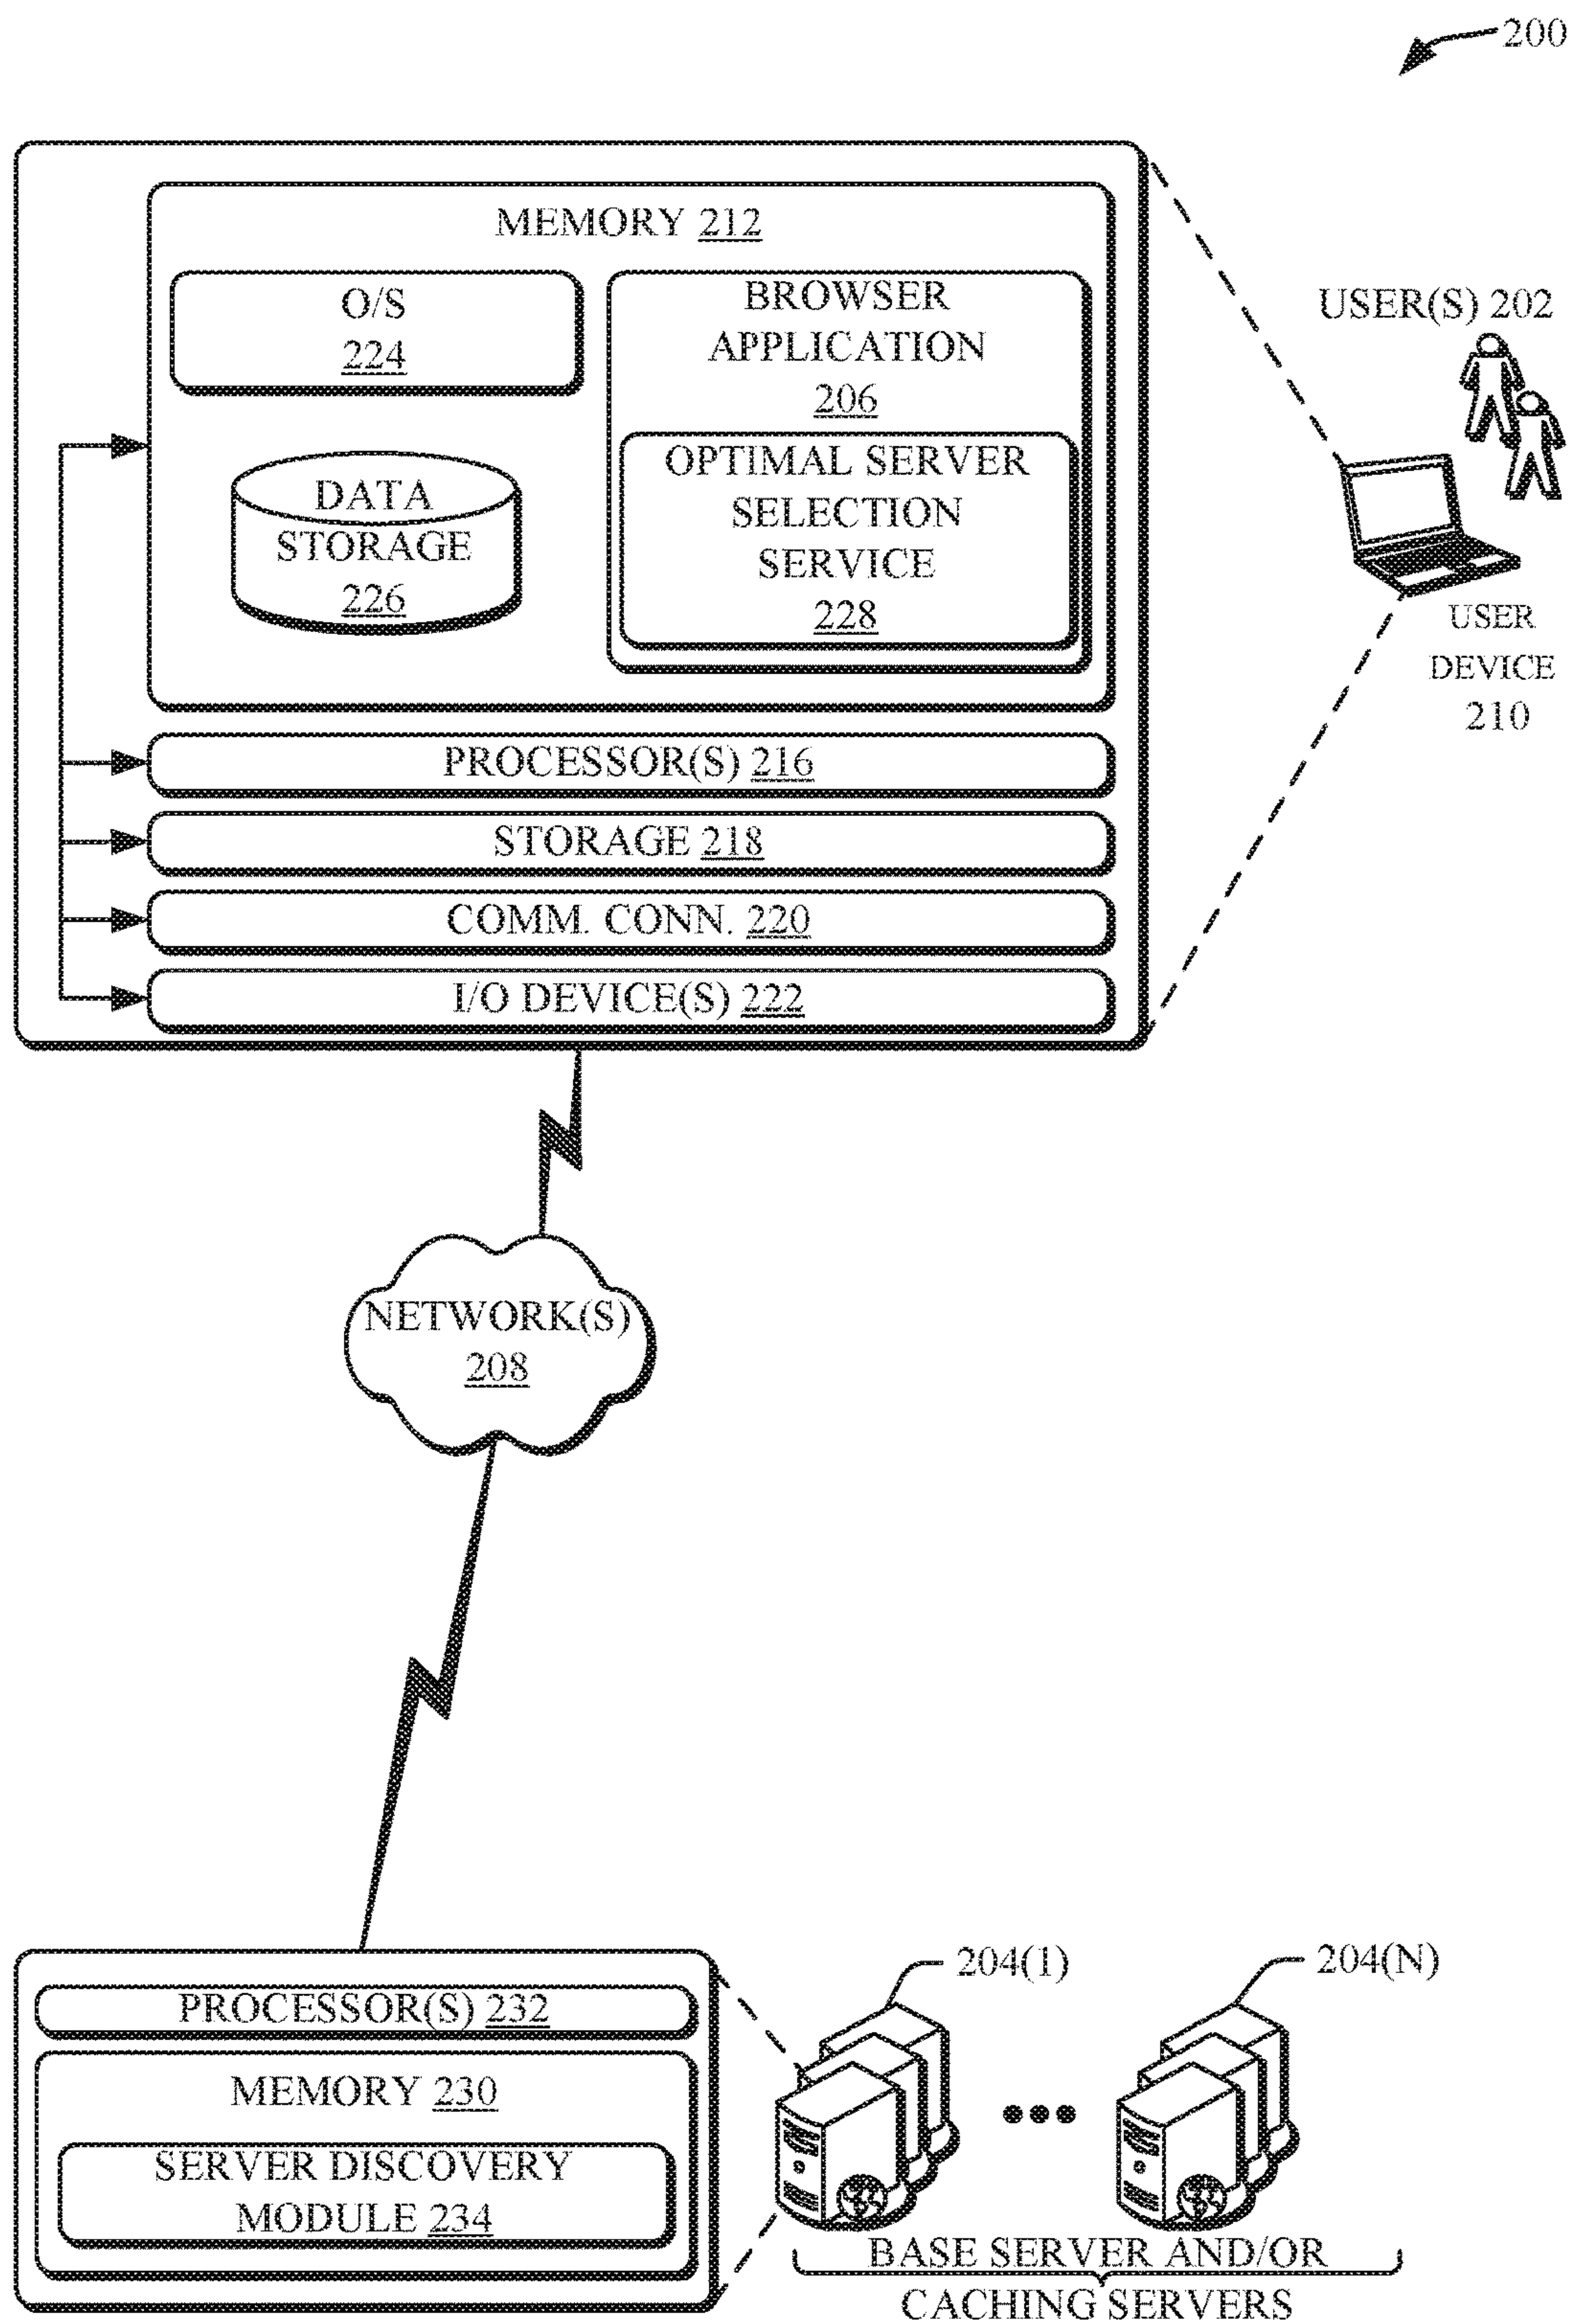 200
MEMORY 212
O/S
224
BROWSER
APPLICATION
206
DATA
STORAGE
226
OPTIMAL SERVER
SELECTION
SERVICE
228
USER(S) 202
USER
DEVICE
210
PROCESSOR(S) 216
STORAGE 218
COMM. CONN. 220
I/O DEVICE(S) 222
NETWORK(S)
208
PROCESSOR(S) 232
MEMORY 230
SERVER DISCOVERY
MODULE 234
204(1)
204(N)
BASE SERVER AND/OR
CACHING SERVERS